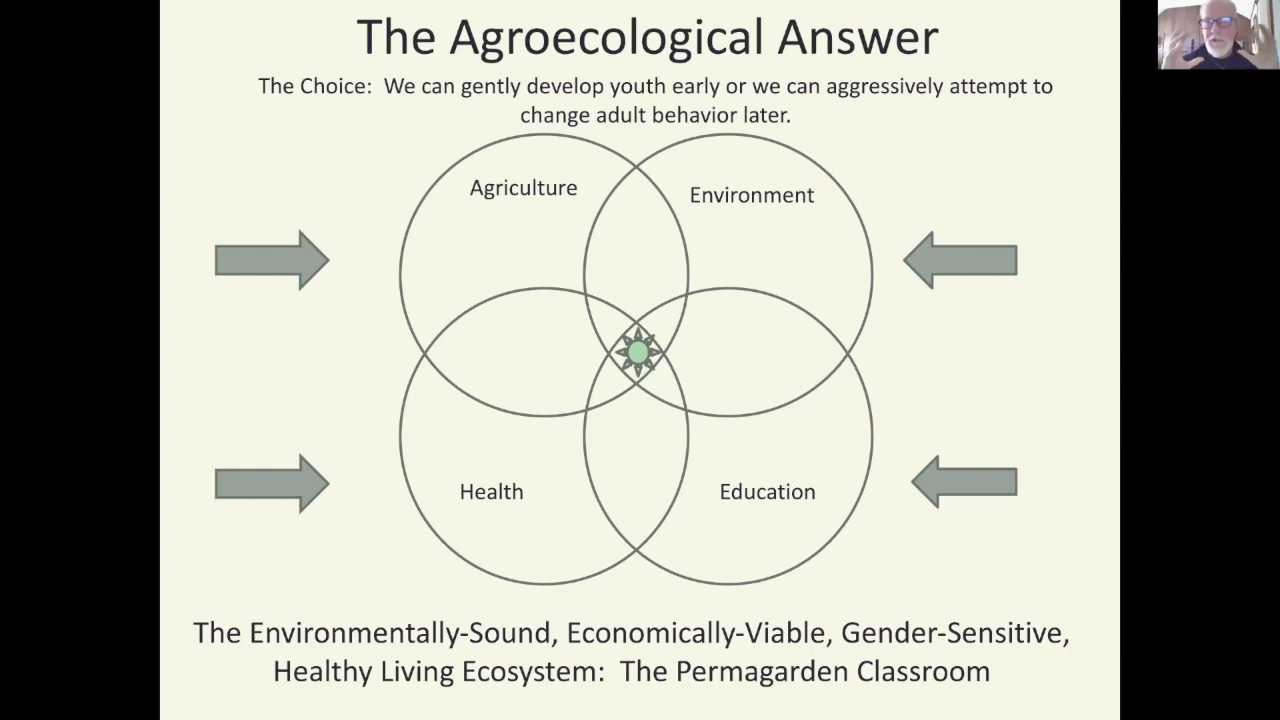 The Agroecological Answer
The Choice:  We can gently develop youth early or we can aggressively attempt to
change adult behavior later.
Agriculture
Environment
Health
Education
The Environmentally-Sound, Economically-Viable, Gender-Sensitive,
Healthy Living Ecosystem:  The Permagarden Classroom